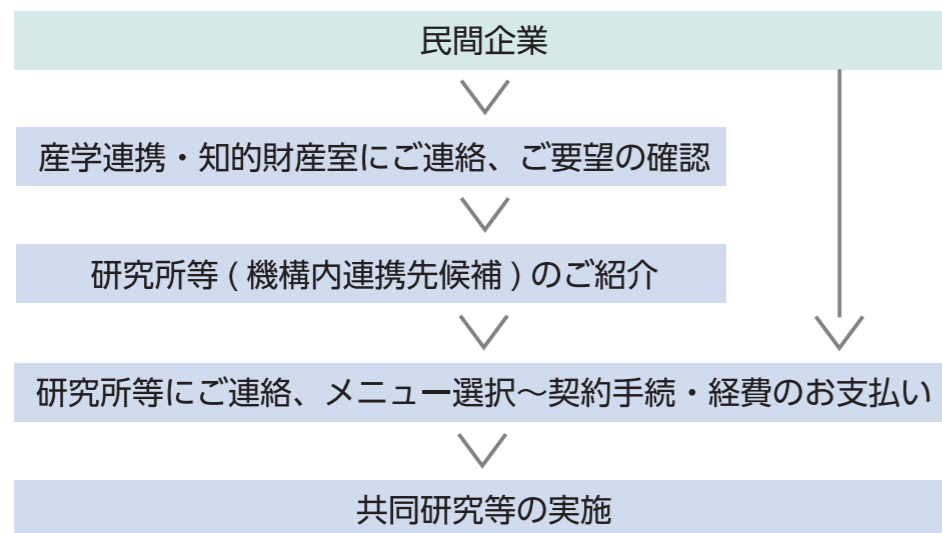 民間企業
産学連携・知的財産室にご連絡、ご要望の確認
研究所等 ( 機構内連携先候補 ) のご紹介
研究所等にご連絡、メニュー選択～契約手続・経費のお支払い
共同研究等の実施